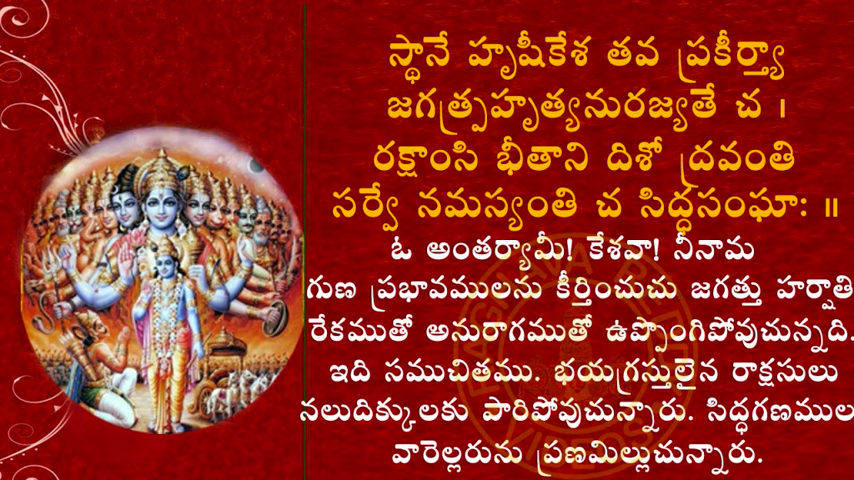 స్థానే హృషీకేశ తవ ప్రకీర్త్యా
జగత్ప్రహృత్యనురజ్యతే చ ।
రక్షాంసి భీతాని దిశో ద్రవంతి
సర్వే నమస్యంతి చ సిద్ధసంఘాః ॥
ఓ అంతర్యామీ! కేశవా! నీనామ
గుణ ప్రభావములను కీర్తించుచు జగత్తు హర్షాతి
రేకముతో అనురాగముతో ఉప్పొంగిపోవుచున్నది.
ఇది సముచితము. భయగ్రస్తులైన రాక్షసులు
నలుదిక్కులకు పారిపోవుచున్నారు. సిద్ధగణముల
వారెల్లరును ప్రణమిల్లుచున్నారు.